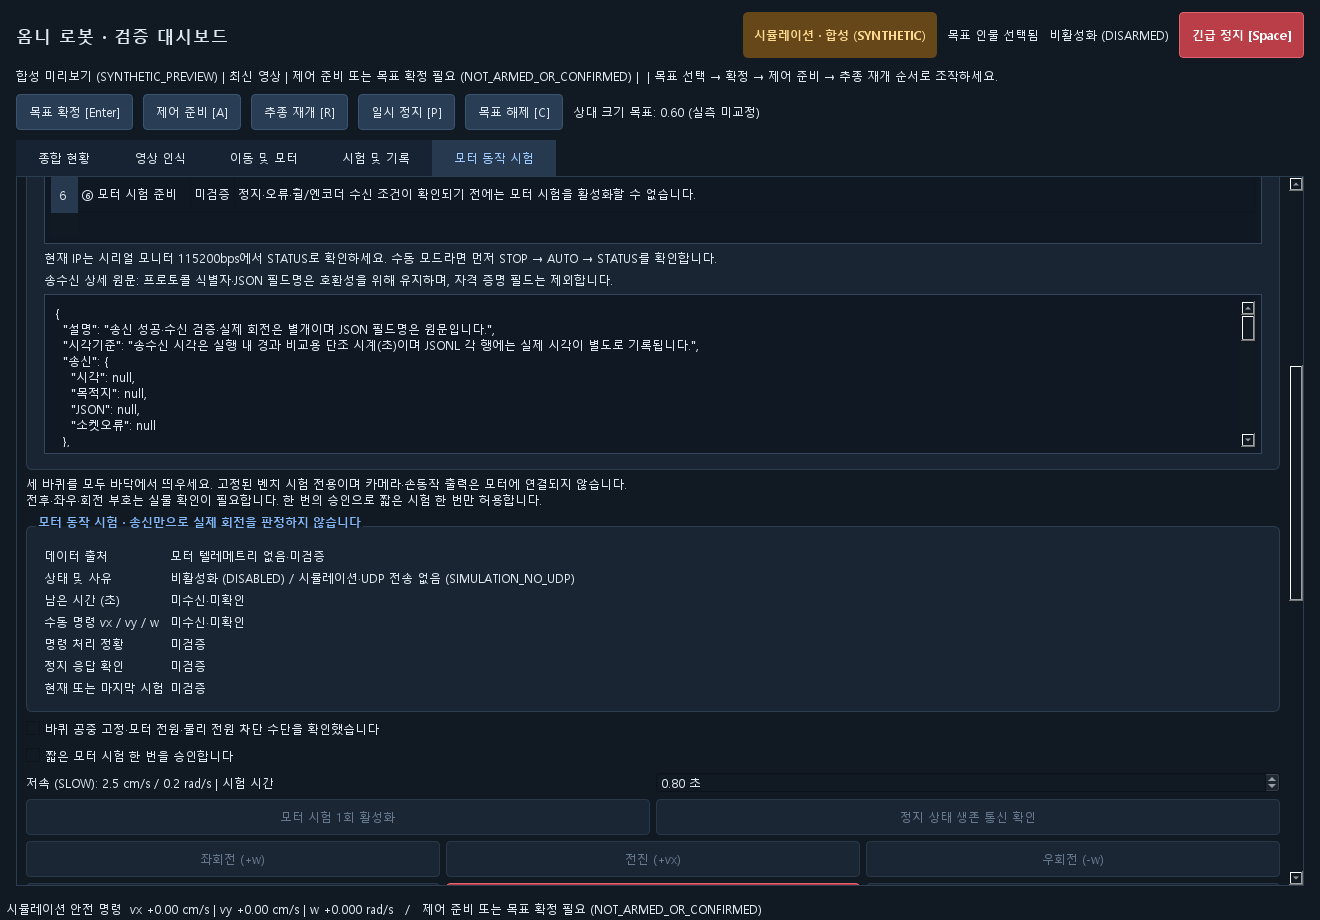 옴니 로봇 · 검증 대시보드
시뮬레이션 · 합성 (SYNTHETIC)
목표 인물 선택됨
비활성화 (DISARMED)
긴급 정지 [Space]
합성 미리보기 (SYNTHETIC_PREVIEW) | 최신 영상 | 제어 준비 또는 목표 확정 필요 (NOT_ARMED_OR_CONFIRMED) |  | 목표 선택 → 확정 → 제어 준비 → 추종 재개 순서로 조작하세요.
목표 확정 [Enter]
제어 준비 [A]
추종 재개 [R]
일시 정지 [P]
목표 해제 [C]
상대 크기 목표: 0.60 (실측 미교정)
종합 현황
영상 인식
이동 및 모터
시험 및 기록
모터 동작 시험
6 ⑥ 모터 시험 준비 미검증 정지·오류·휠/엔코더 수신 조건이 확인되기 전에는 모터 시험을 활성화할 수 없습니다.
현재 IP는 시리얼 모니터 115200bps에서 STATUS로 확인하세요. 수동 모드라면 먼저 STOP → AUTO → STATUS를 확인합니다.
송수신 상세 원문: 프로토콜 식별자·JSON 필드명은 호환성을 위해 유지하며, 자격 증명 필드는 제외합니다.
{
"설명": "송신 성공·수신 검증·실제 회전은 별개이며 JSON 필드명은 원문입니다.",
"시각기준": "송수신 시각은 실행 내 경과 비교용 단조 시계(초)이며 JSONL 각 행에는 실제 시각이 별도로 기록됩니다.",
"송신": {
"시각": null,
"목적지": null,
"JSON": null,
"소켓오류": null
},
세 바퀴를 모두 바닥에서 띄우세요. 고정된 벤치 시험 전용이며 카메라·손동작 출력은 모터에 연결되지 않습니다.
전후·좌우·회전 부호는 실물 확인이 필요합니다. 한 번의 승인으로 짧은 시험 한 번만 허용합니다.
모터 동작 시험 · 송신만으로 실제 회전을 판정하지 않습니다
데이터 출처 모터 텔레메트리 없음·미검증
상태 및 사유 비활성화 (DISABLED) / 시뮬레이션·UDP 전송 없음 (SIMULATION_NO_UDP)
남은 시간 (초) 미수신·미확인
수동 명령 vx / vy / w 미수신·미확인
명령 처리 정황 미검증
정지 응답 확인 미검증
현재 또는 마지막 시험 미검증
바퀴 공중 고정·모터 전원·물리 전원 차단 수단을 확인했습니다
짧은 모터 시험 한 번을 승인합니다
저속 (SLOW): 2.5 cm/s / 0.2 rad/s | 시험 시간 0.80 초
모터 시험 1회 활성화
정지 상태 생존 통신 확인
좌회전 (+w)
전진 (+vx)
우회전 (-w)
시뮬레이션 안전 명령 vx +0.00 cm/s | vy +0.00 cm/s | w +0.000 rad/s / 제어 준비 또는 목표 확정 필요 (NOT_ARMED_OR_CONFIRMED)